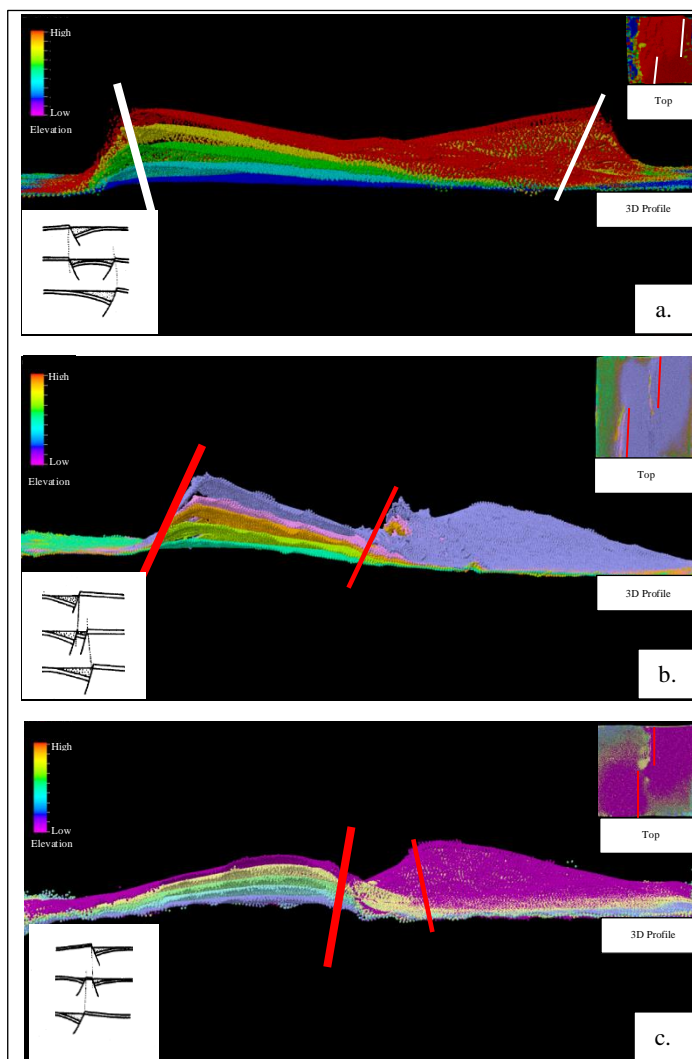 High
Low
Elevation
Top
3D Profile
a.
High
Low
Elevation
Top
3D Profile
b.
High
Low
Elevation
Top
3D Profile
c.